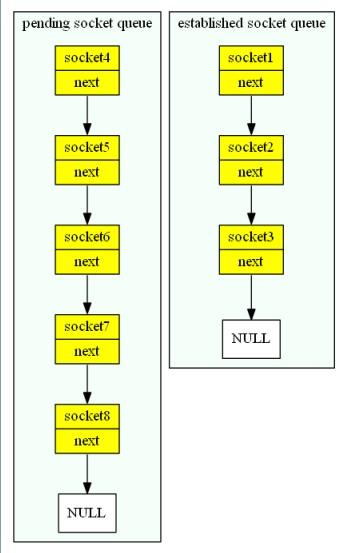 pending socket queue
socket4
next
socket5
next
socket6
next
socket7
next
socket8
next
NULL
established socket queue
socket1
next
socket2
next
socket3
next
NULL